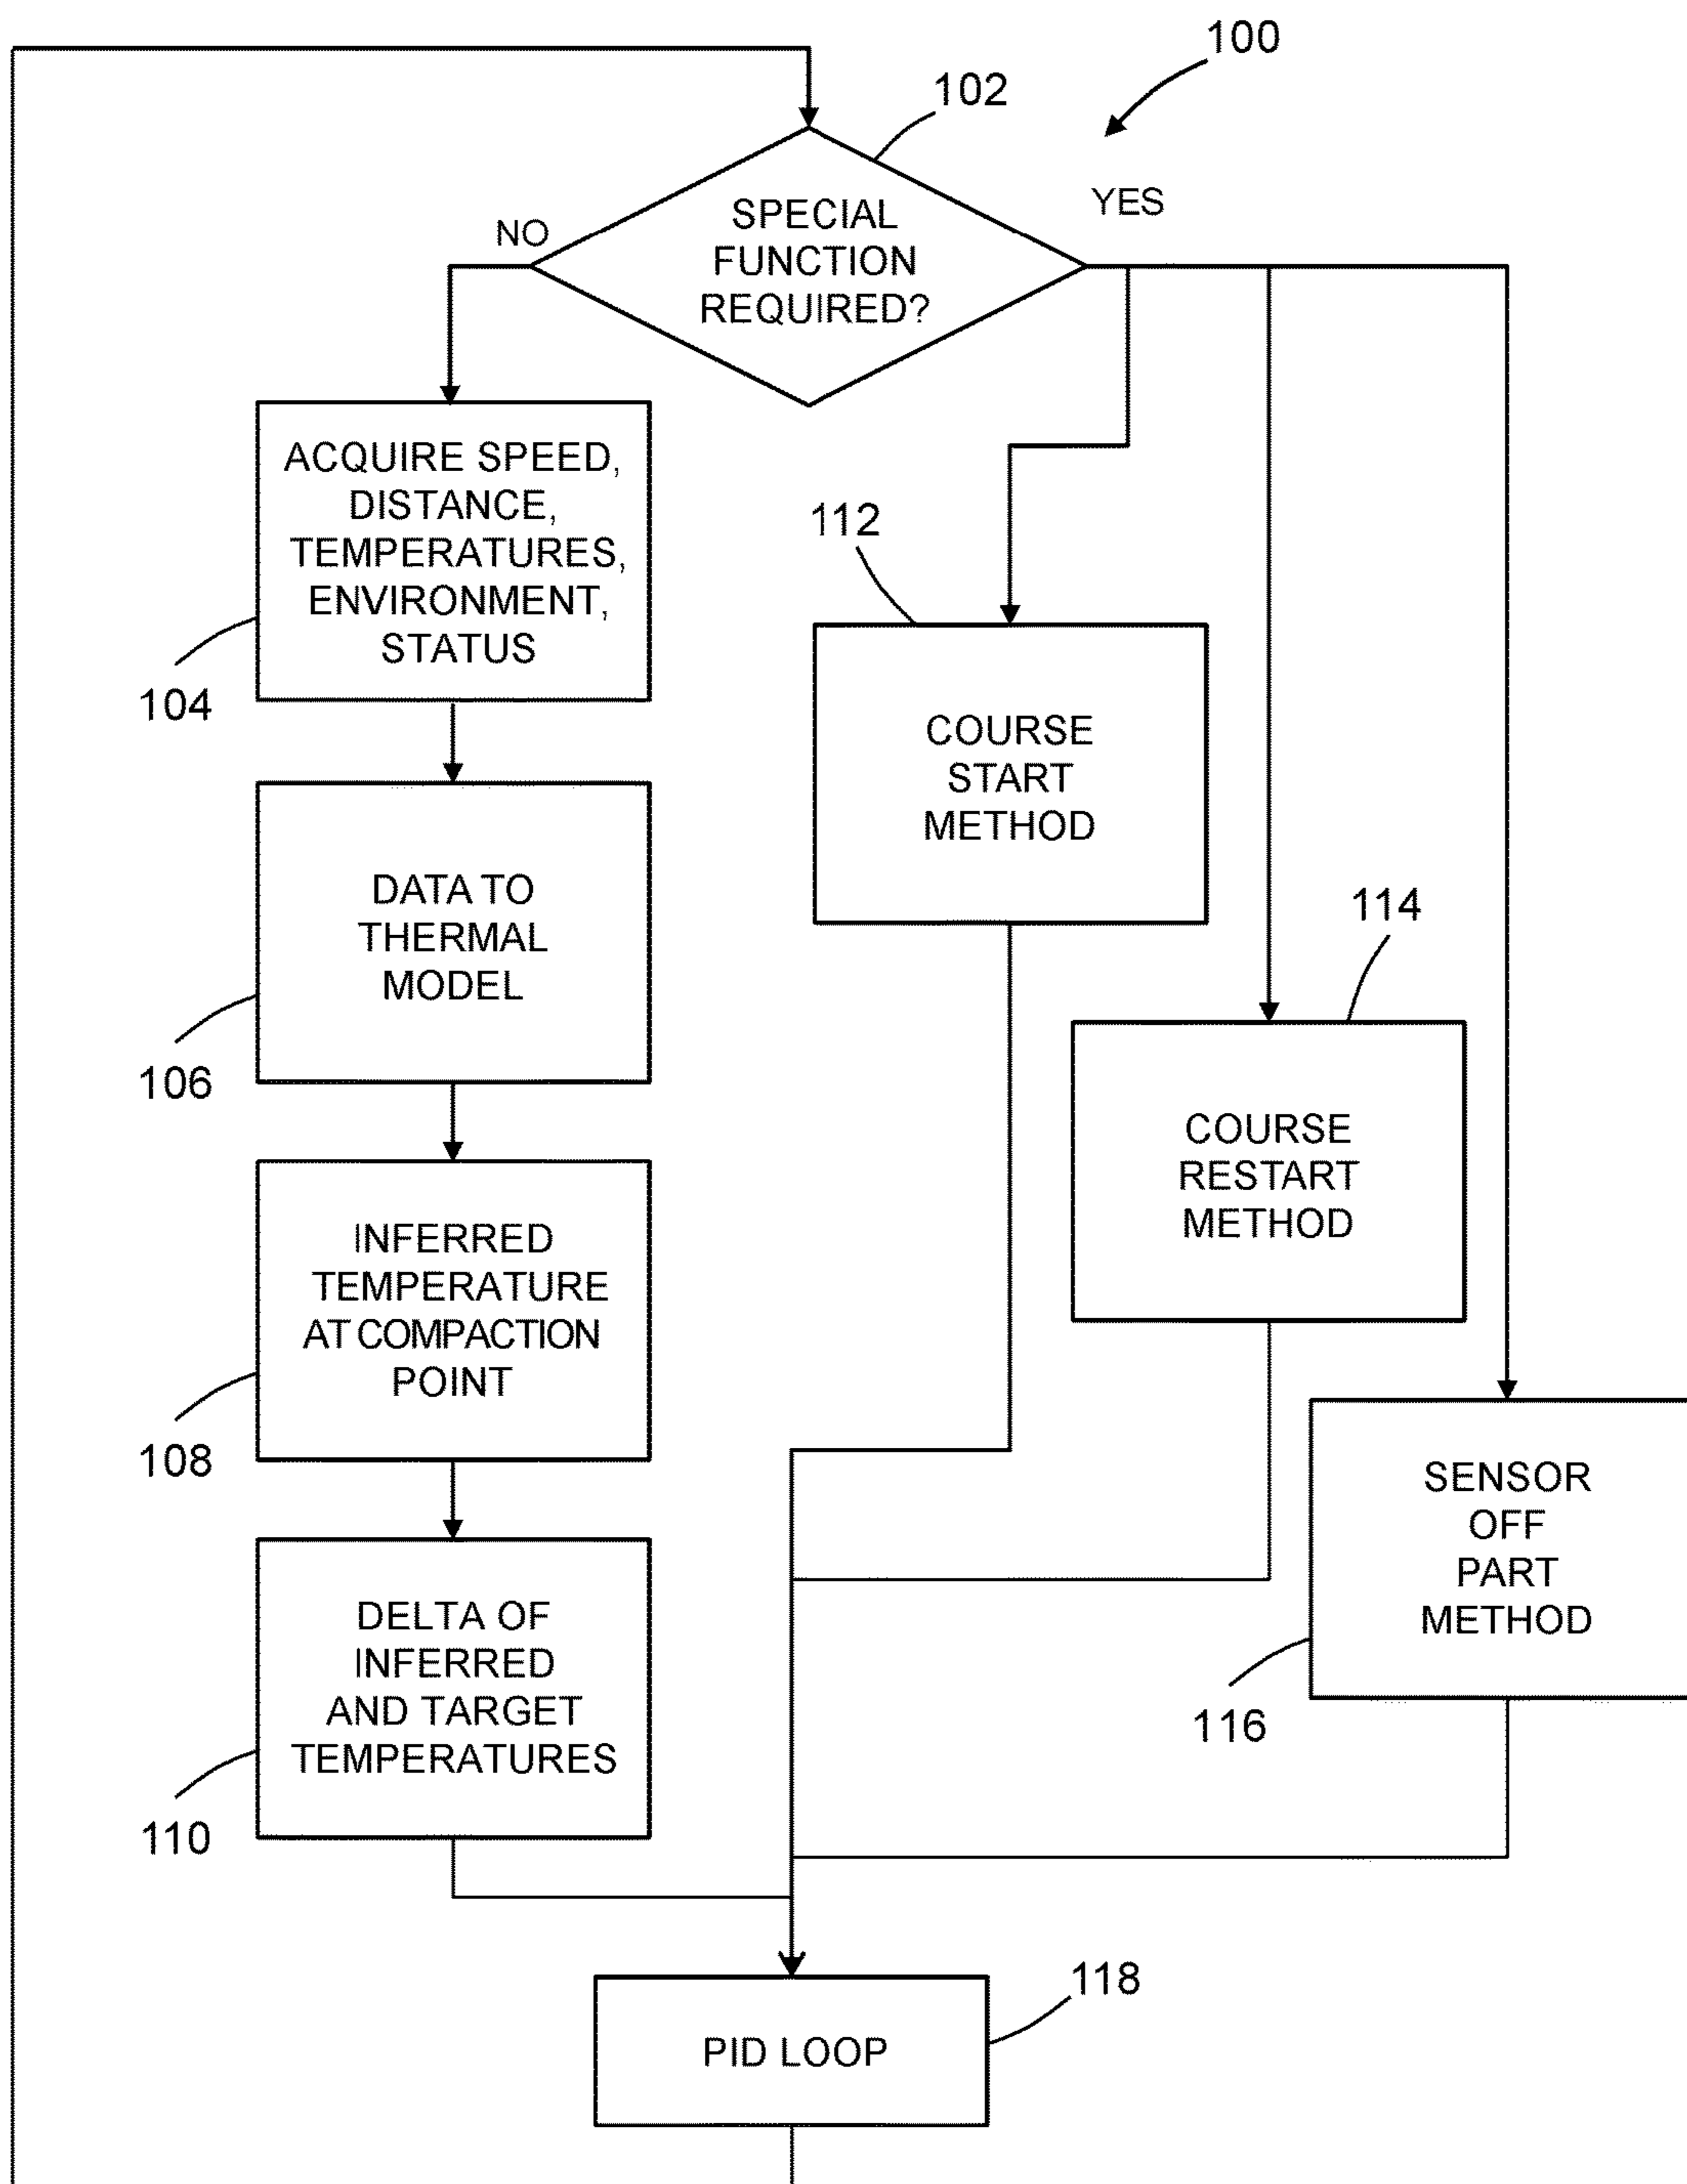 100
102
SPECIAL
FUNCTION
REQUIRED?
NO
YES
ACQUIRE SPEED,
DISTANCE,
TEMPERATURES,
ENVIRONMENT,
STATUS
104
DATA TO
THERMAL
MODEL
106
INFERRED
TEMPERATURE
AT COMPACTION
POINT
108
DELTA OF
INFERRED
AND TARGET
TEMPERATURES
110
112
COURSE
START
METHOD
114
COURSE
RESTART
METHOD
SENSOR
OFF
PART
METHOD
116
118
PID LOOP